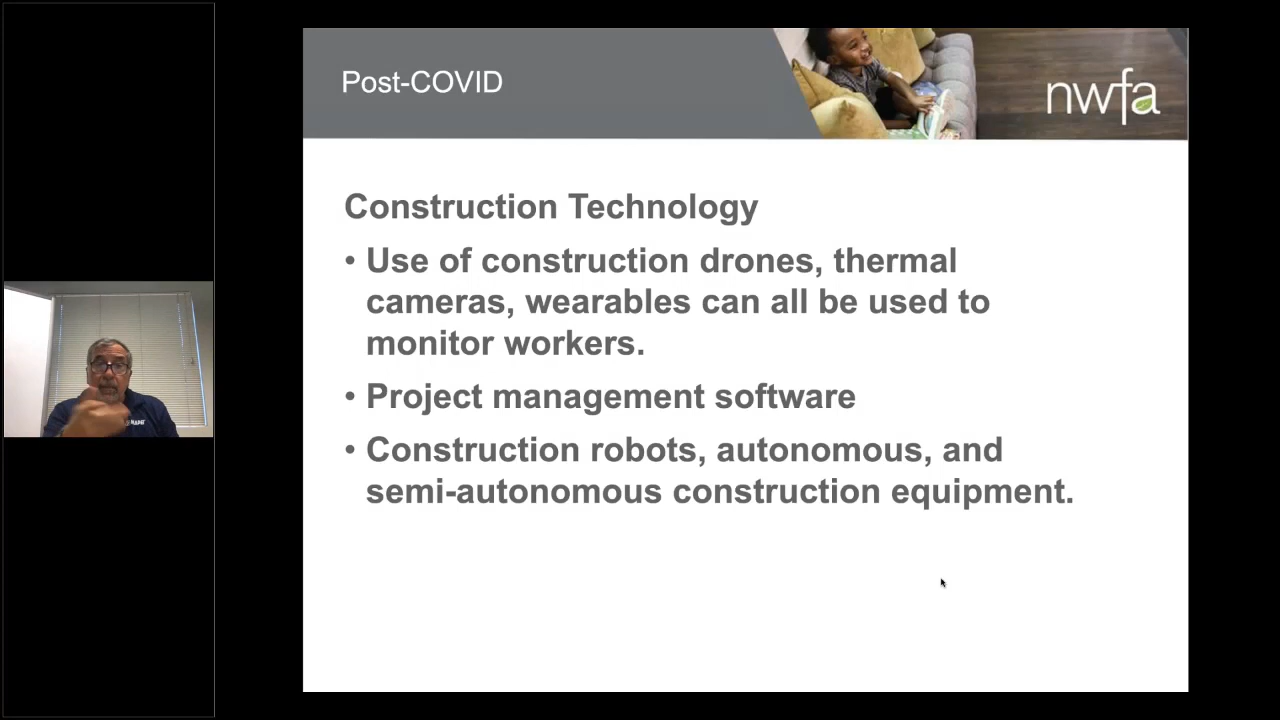 Post-COVID
nwfa
Construction Technology
• Use of construction drones, thermal
cameras, wearables can all be used to
monitor workers.
• Project management software
• Construction robots, autonomous, and
semi-autonomous construction equipment.